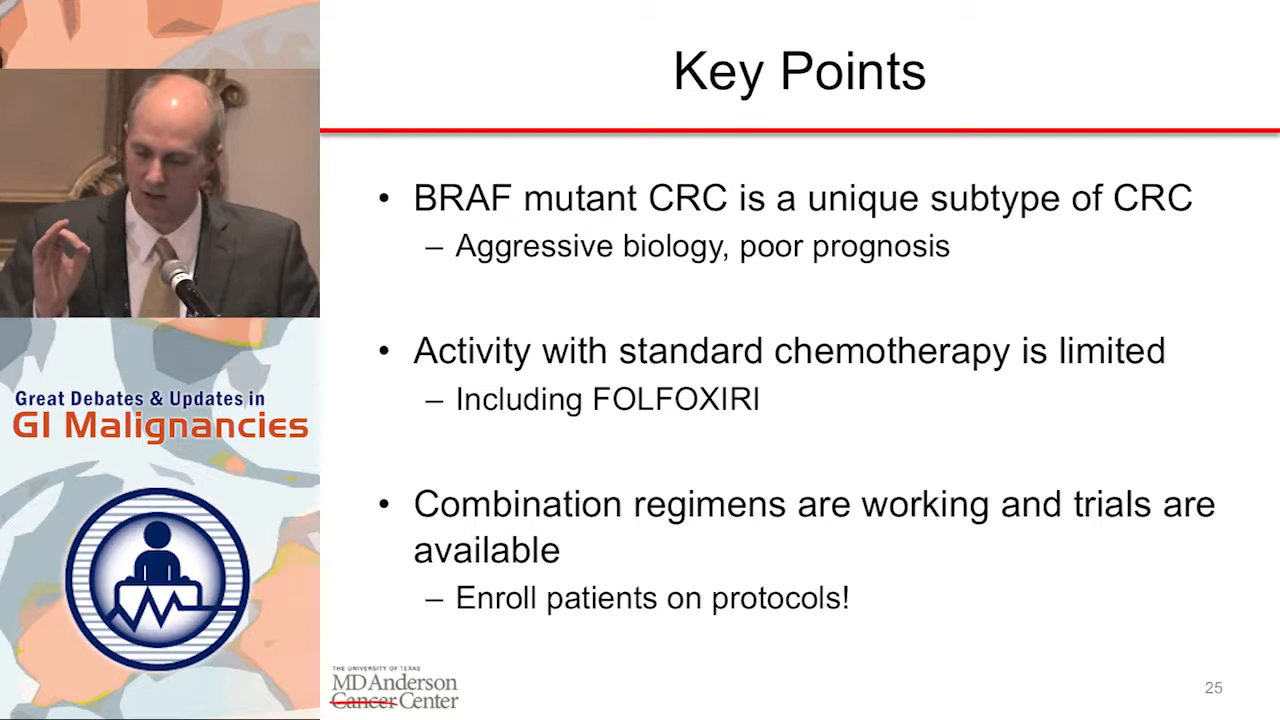 Key Points
• BRAF mutant CRC is a unique subtype of CRC
– Aggressive biology, poor prognosis
• Activity with standard chemotherapy is limited
– Including FOLFOXIRI
• Combination regimens are working and trials are
available
– Enroll patients on protocols!
Great Debates & Updates in
GI Malignancies
THE UNIVERSITY OF TEXAS
MD Anderson
Cancer Center
25